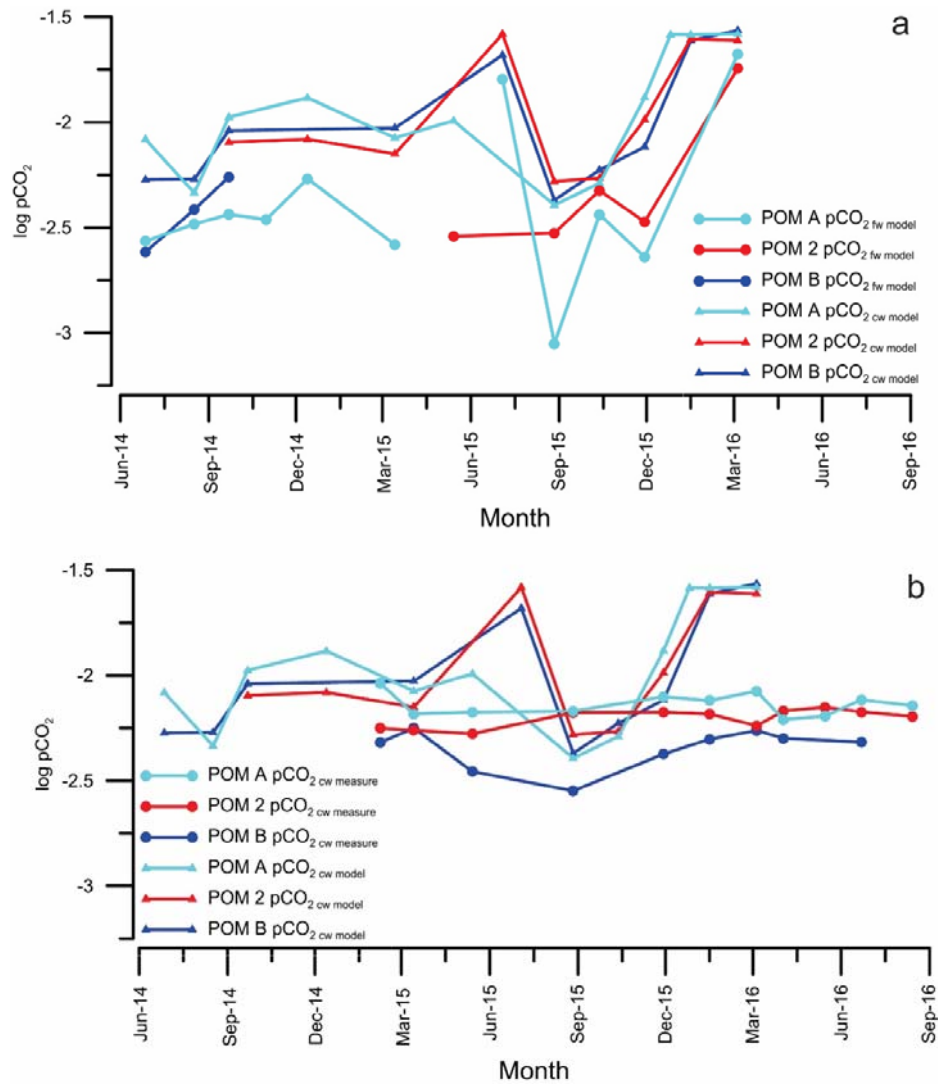 a
-1.5
-2
-2.5
-3
log pCO2
POM A pCO2 fw model
POM 2 pCO2 fw model
POM B pCO2 fw model
POM A pCO2 cw model
POM 2 pCO2 cw model
POM B pCO2 cw model
Jun-14
Sep-14
Dec-14
Mar-15
Jun-15
Sep-15
Dec-15
Mar-16
Jun-16
Sep-16
Month
b
-1.5
-2
-2.5
-3
log pCO2
POM A pCO2 cw measure
POM 2 pCO2 cw measure
POM B pCO2 cw measure
POM A pCO2 cw model
POM 2 pCO2 cw model
POM B pCO2 cw model
Jun-14
Sep-14
Dec-14
Mar-15
Jun-15
Sep-15
Dec-15
Mar-16
Jun-16
Sep-16
Month